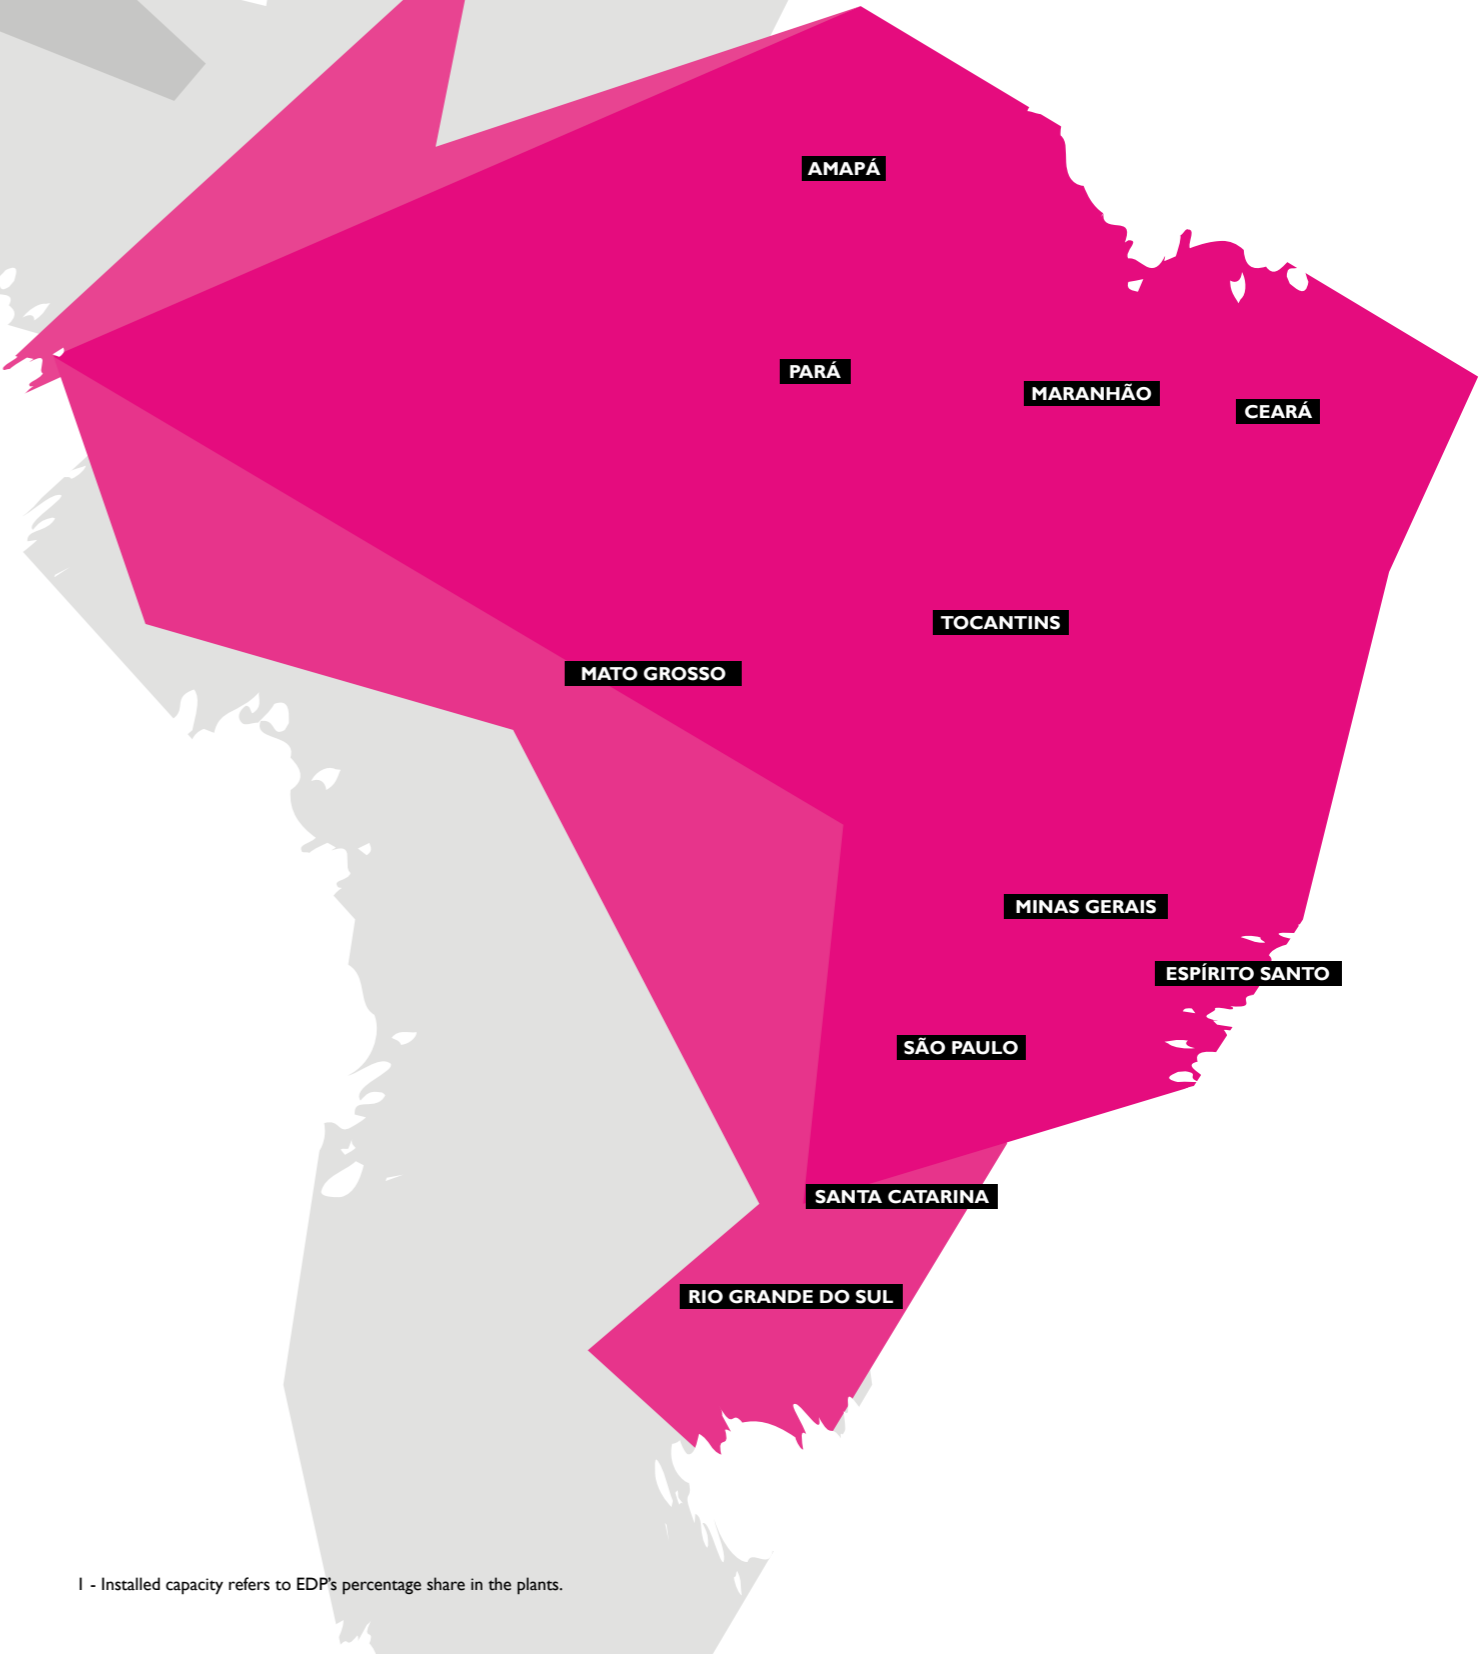 AMAPÁ
PARÁ
MARANHÃO
CEARÁ
TOCANTINS
MATO GROSSO
MINAS GERAIS
ESPÍRITO SANTO
SÃO PAULO
SANTA CATARINA
RIO GRANDE DO SUL
1 - Installed capacity refers to EDP’s percentage share in the plants.